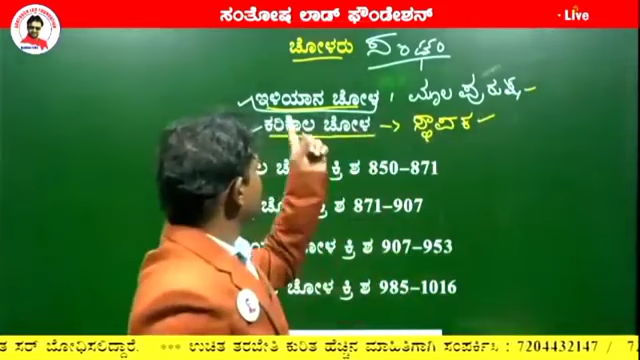 ಸಂತೋಷ ಲಾಡ್ ಫೌಂಡೇಶನ್
Live
ಚೋಳರು
ಇಳಿಯಾನ ಚೋಳ, ಮೂಲ ಪುರುಷ
ಕರಿಕಾಲ ಚೋಳ → ಸ್ಥಾಪಕ
ಕ್ರಿ ಶ 850-871
ಕ್ರಿ ಶ 871-907
ಕ್ರಿ ಶ 907-953
ಚೋಳ ಕ್ರಿ ಶ 985-1016
ಸರ್ ಬೋಧಿಸಲಿದ್ದಾರೆ. ••• ಉಚಿತ ತರಬೇತಿ ಕುರಿತ ಹೆಚ್ಚಿನ ಮಾಹಿತಿಗಾಗಿ ಸಂಪರ್ಕಿಸಿ : 7204432147 /